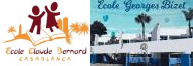 Ecole Claude Bernard
CASABLANCA
Ecole Georges Bizet